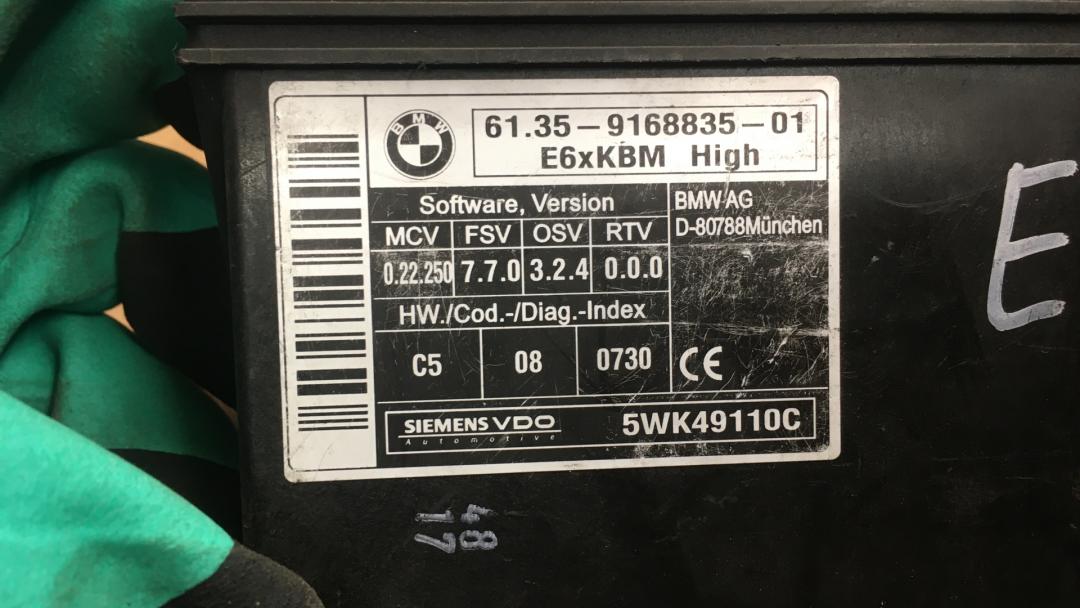 BMW
61.35-9168835-01
E6xKBM High
Software, Version
MCV FSV OSV RTV
0.22.250 7.7.0 3.2.4 0.0.0
BMW AG
D-80788München
HW./Cod.-/Diag.-Index
C5 08 0730
CE
SIEMENS VDO
Automotive
5WK49110C
E
17
84